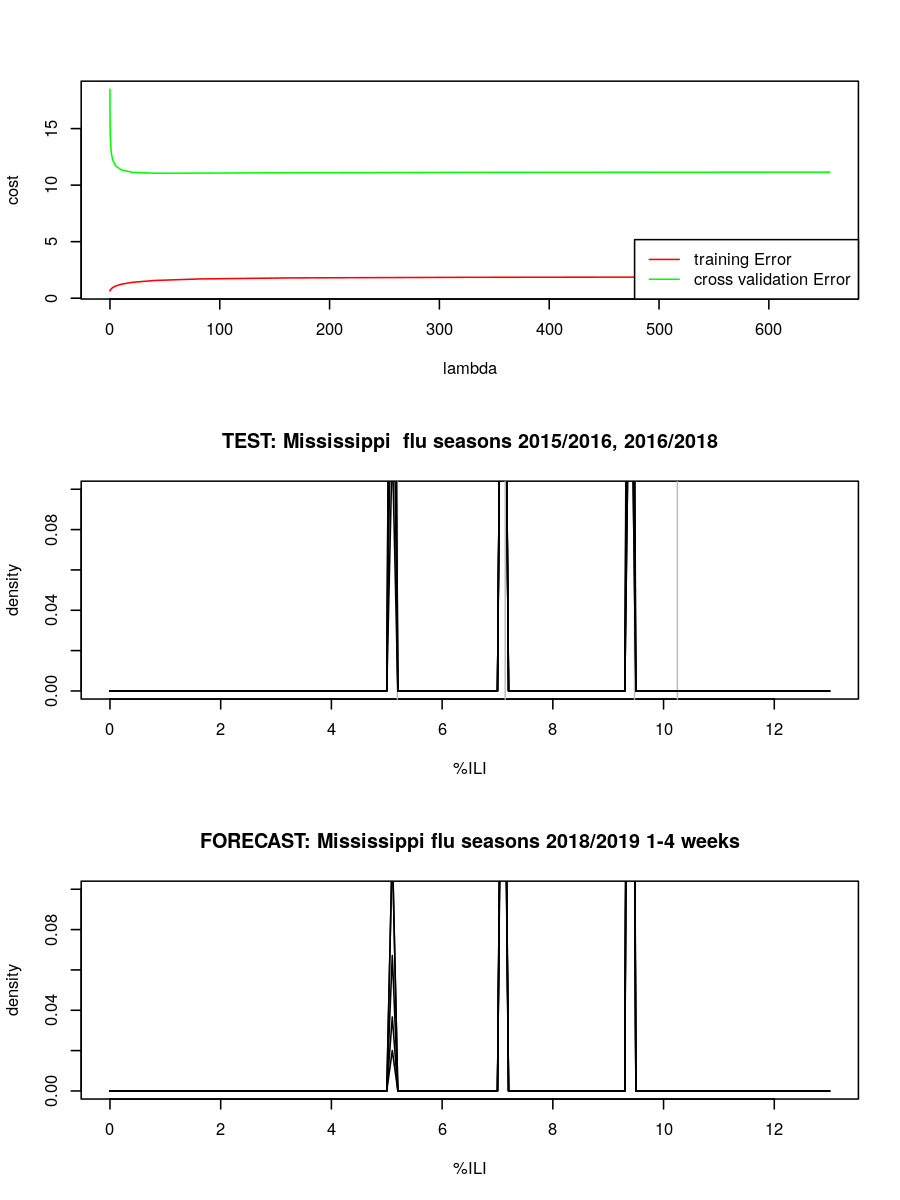 15
10
5
0
cost
training Error
cross validation Error
0 100 200 300 400 500 600
lambda
TEST: Mississippi  flu seasons 2015/2016, 2016/2018
0.08
0.04
0.00
density
0 2 4 6 8 10 12
%ILI
FORECAST: Mississippi flu seasons 2018/2019 1-4 weeks
0.08
0.04
0.00
density
0 2 4 6 8 10 12
%ILI